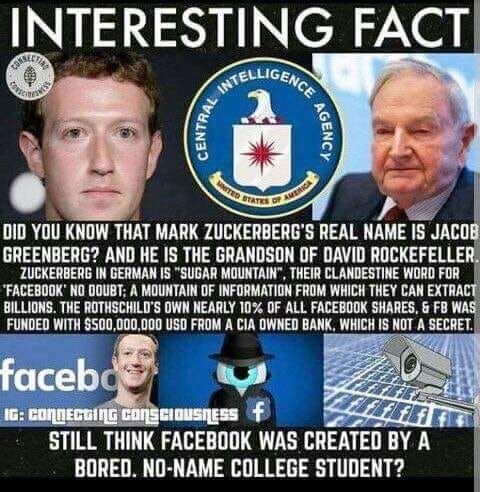 INTERESTING FACT
CONNECTING CONSCIOUSNESS
CENTRAL INTELLIGENCE AGENCY
UNITED STATES OF AMERICA
DID YOU KNOW THAT MARK ZUCKERBERG'S REAL NAME IS JACOB
GREENBERG? AND HE IS THE GRANDSON OF DAVID ROCKEFELLER.
ZUCKERBERG IN GERMAN IS "SUGAR MOUNTAIN", THEIR CLANDESTINE WORD FOR
'FACEBOOK' NO DOUBT; A MOUNTAIN OF INFORMATION FROM WHICH THEY CAN EXTRACT
BILLIONS. THE ROTHSCHILD'S OWN NEARLY 10% OF ALL FACEBOOK SHARES, & FB WAS
FUNDED WITH $500,000,000 USD FROM A CIA OWNED BANK, WHICH IS NOT A SECRET.
facebo
f
IG: CONNECTING CONSCIOUSNESS
STILL THINK FACEBOOK WAS CREATED BY A
BORED. NO-NAME COLLEGE STUDENT?